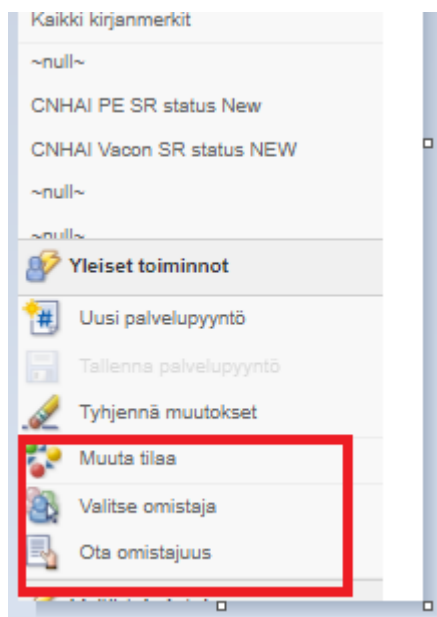 Kaikki kirjanmerkit
~null~
CNHAI PE SR status New
CNHAI Vacon SR status NEW
~null~
~null~
Yleiset toiminnot
Uusi palvelupyyntö
Tallenna palvelupyyntö
Tyhjennä muutokset
Muuta tilaa
Valitse omistaja
Ota omistajuus